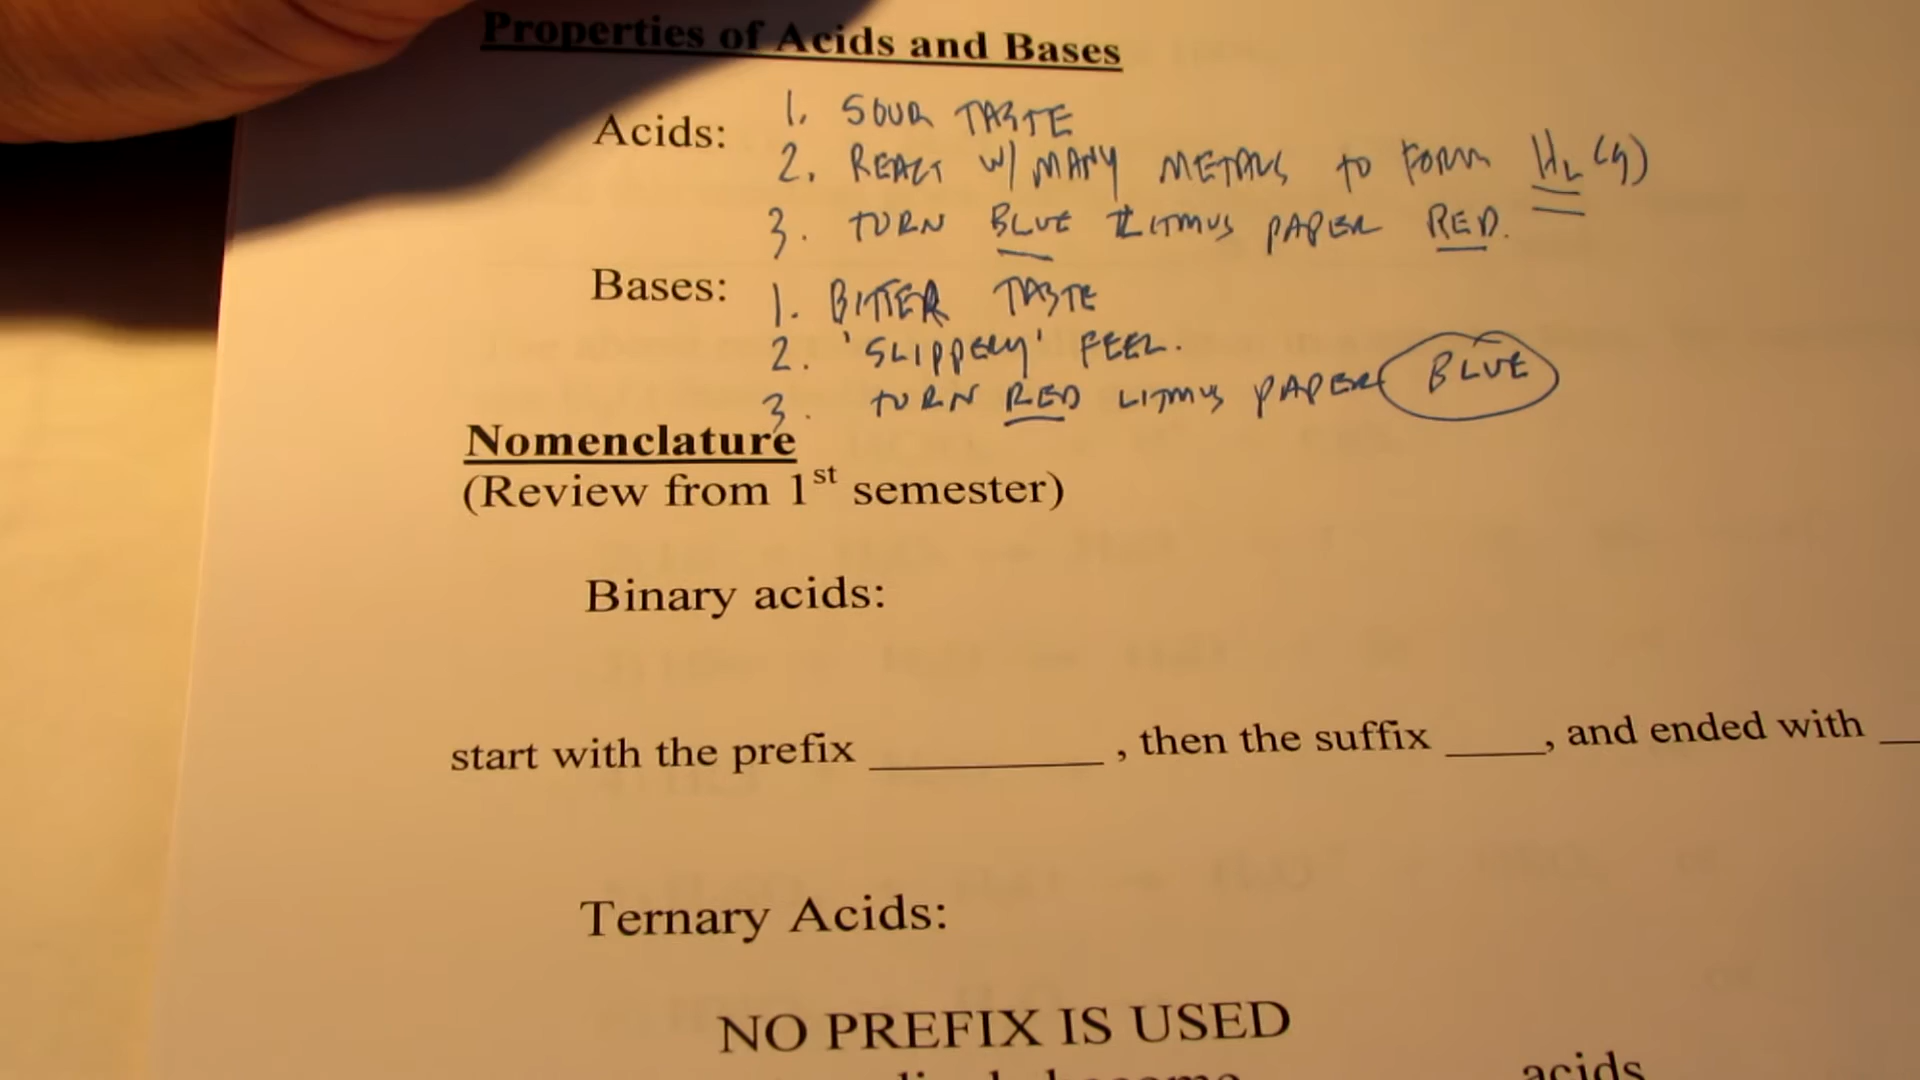 Properties of Acids and Bases
Acids: 1. SOUR TASTE
2. REACT W/ MANY METALS TO FORM H2 (g)
3. TURN BLUE LITMUS PAPER RED.
Bases: 1. BITTER TASTE
2. 'SLIPPERY' FEEL.
3. TURN RED LITMUS PAPER BLUE
Nomenclature
(Review from 1st semester)
Binary acids:
start with the prefix __________ , then the suffix ____, and ended with __
Ternary Acids:
NO PREFIX IS USED
acids